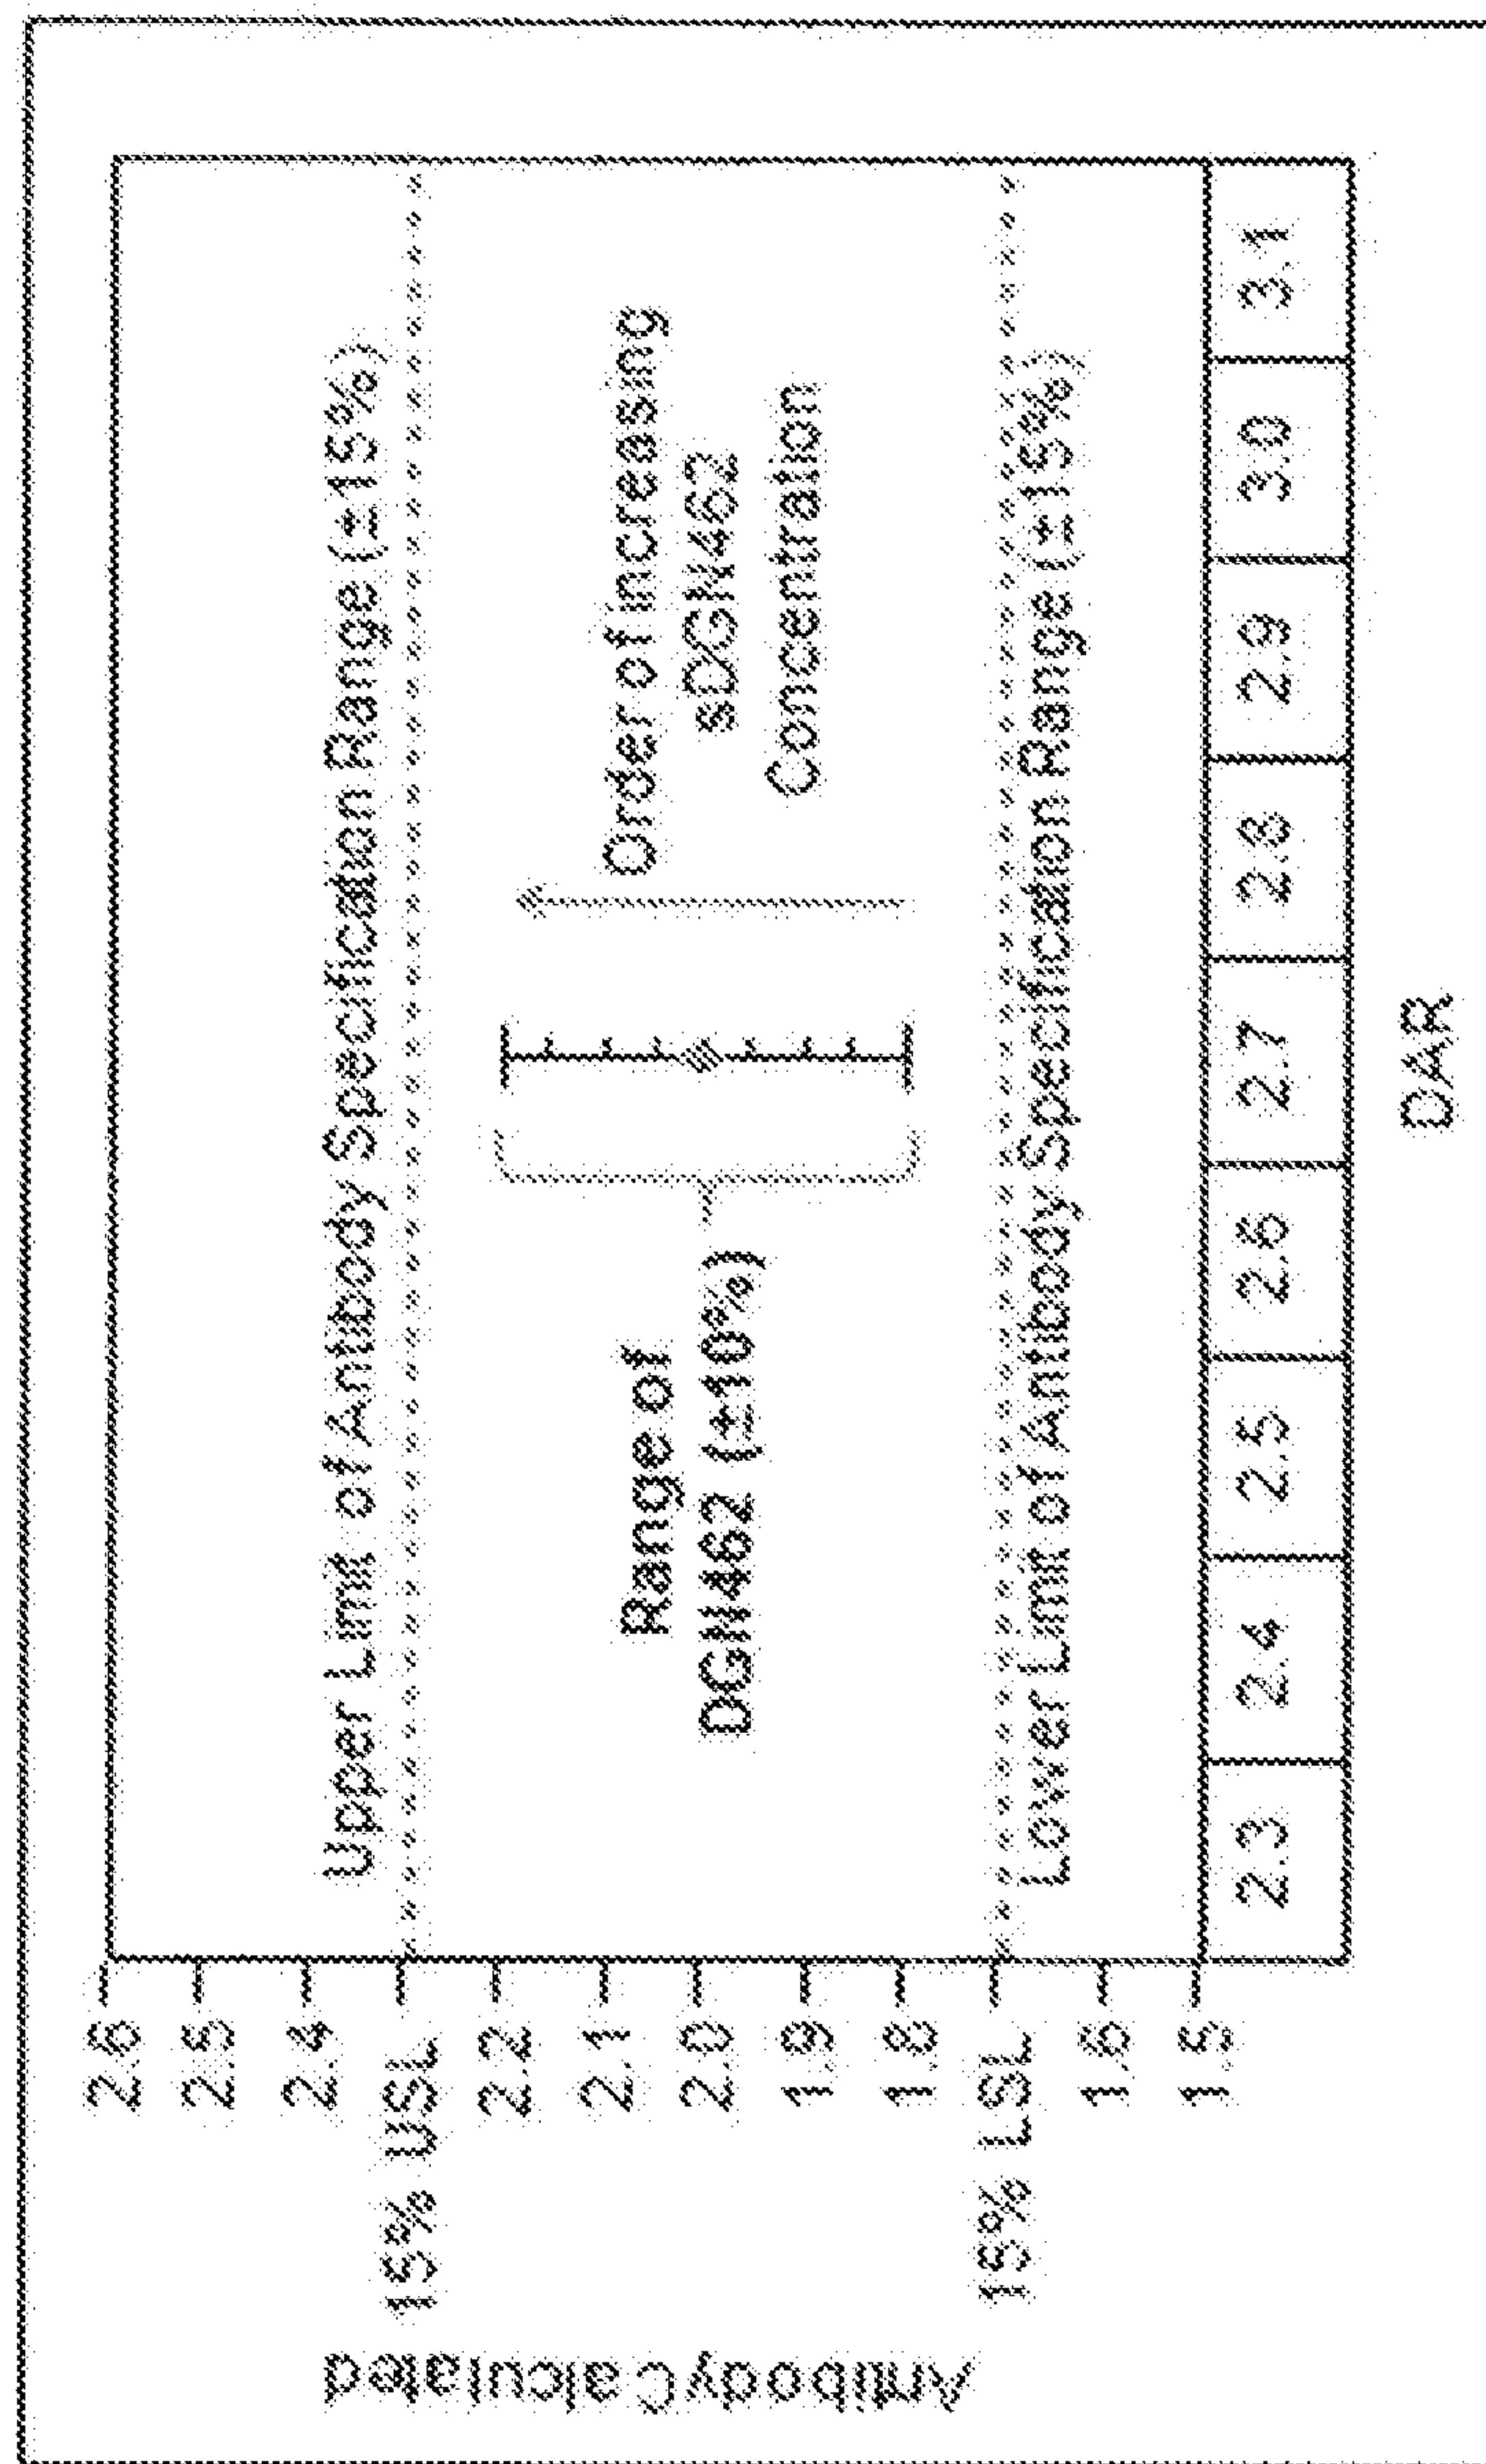 Antibody Calculated
2.6
2.5
2.4
15% USL
2.2
2.1
2.0
1.9
1.8
15% LSL
1.6
1.5
Upper Limit of Antibody Specification Range (±15%)
Range of
DGN462 (±10%)
Order of increasing
sDGN462
Concentration
Lower Limit of Antibody Specification Range (±15%)
2.3 2.4 2.5 2.6 2.7 2.8 2.9 3.0 3.1
DAR